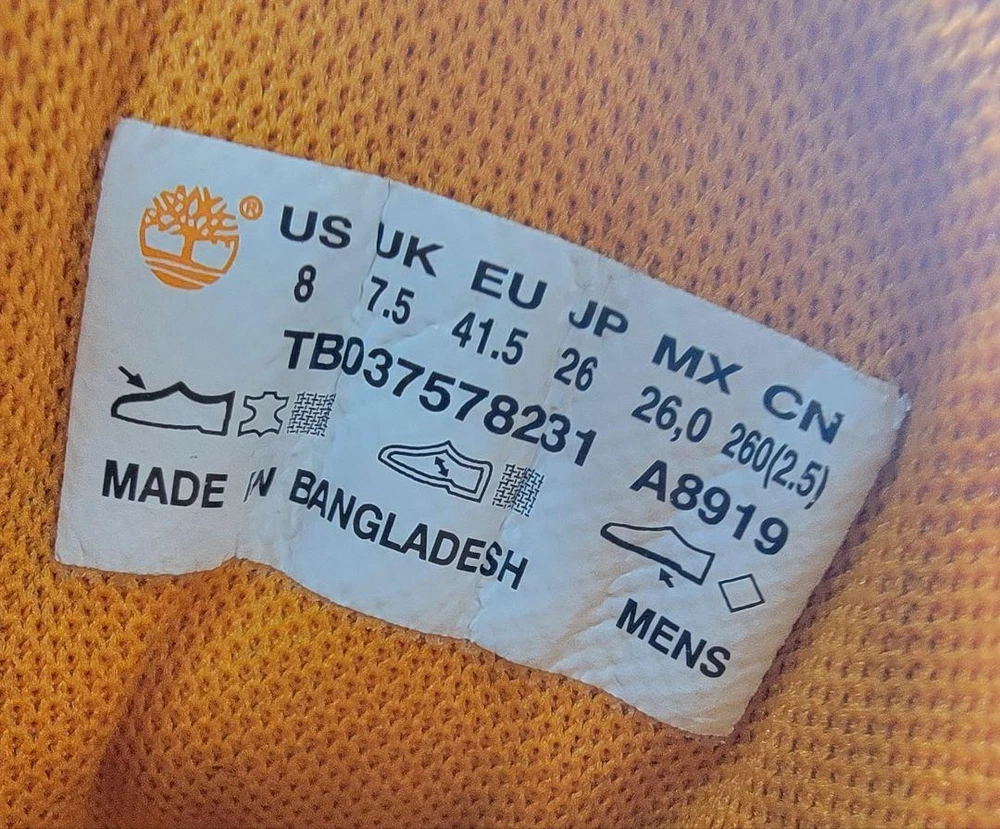 ® US UK EU JP MX CN
8 7.5 41.5 26 26,0 260(2.5)
TB037578231 A8919
MADE IN BANGLADESH
MENS